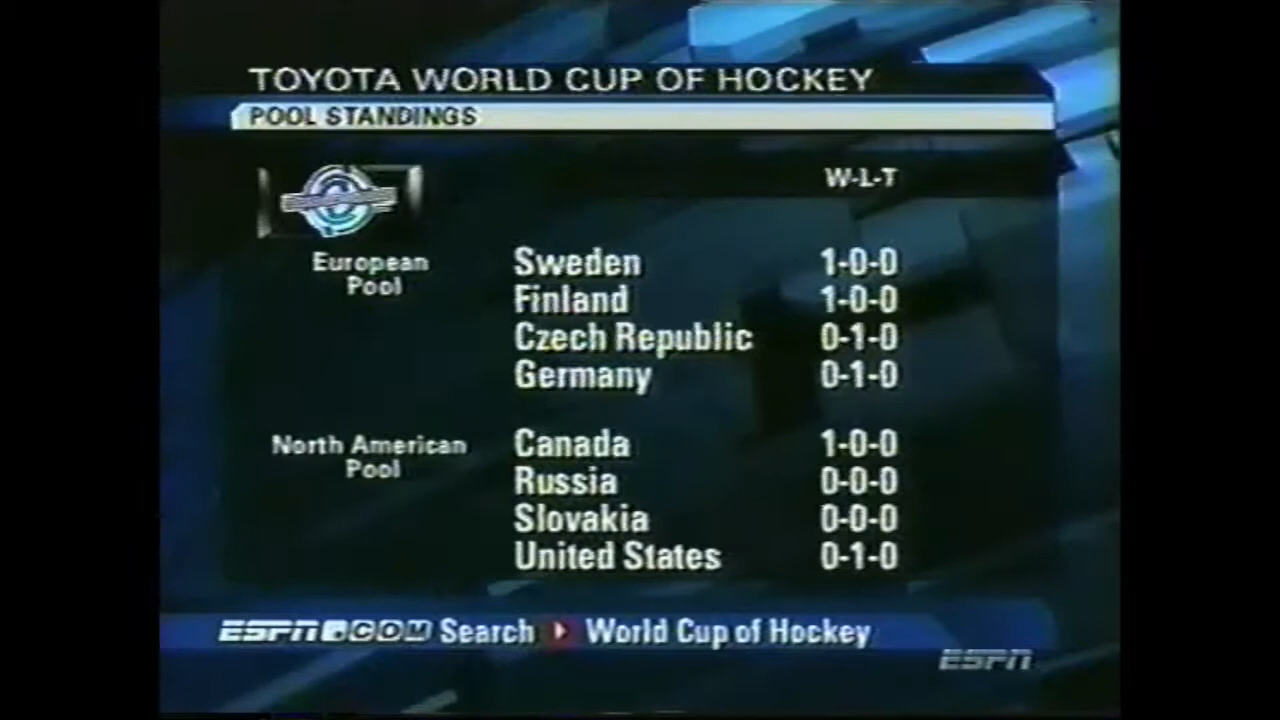 TOYOTA WORLD CUP OF HOCKEY
POOL STANDINGS
W-L-T
European
Pool
Sweden 1-0-0
Finland 1-0-0
Czech Republic 0-1-0
Germany 0-1-0
North American
Pool
Canada 1-0-0
Russia 0-0-0
Slovakia 0-0-0
United States 0-1-0
ESPN.COM Search World Cup of Hockey
ESPN